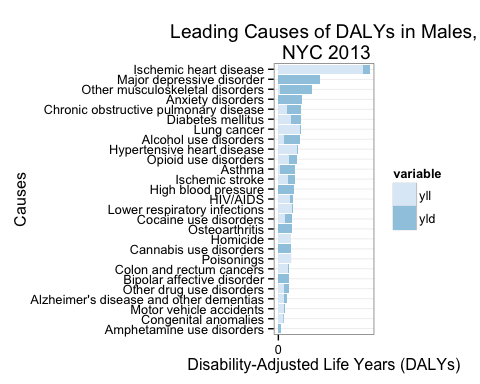 Leading Causes of DALYs in Males,
NYC 2013
Causes
Ischemic heart disease
Major depressive disorder
Other musculoskeletal disorders
Anxiety disorders
Chronic obstructive pulmonary disease
Diabetes mellitus
Lung cancer
Alcohol use disorders
Hypertensive heart disease
Opioid use disorders
Asthma
Ischemic stroke
High blood pressure
HIV/AIDS
Lower respiratory infections
Cocaine use disorders
Osteoarthritis
Homicide
Cannabis use disorders
Poisonings
Colon and rectum cancers
Bipolar affective disorder
Other drug use disorders
Alzheimer's disease and other dementias
Motor vehicle accidents
Congenital anomalies
Amphetamine use disorders
0
Disability-Adjusted Life Years (DALYs)
variable
yll
yld